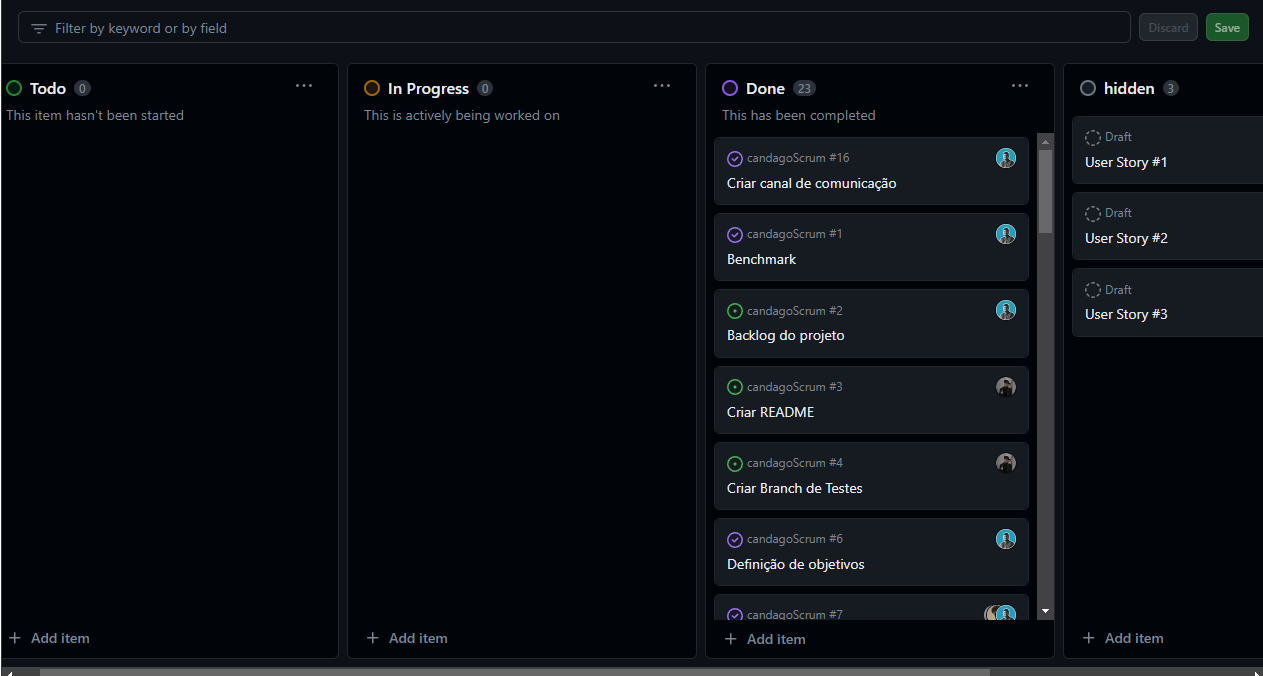 Filter by keyword or by field
Discard
Save
Todo 0
This item hasn't been started
Add item
In Progress 0
This is actively being worked on
Add item
Done 23
This has been completed
candagoScrum #16
Criar canal de comunicação
candagoScrum #1
Benchmark
candagoScrum #2
Backlog do projeto
candagoScrum #3
Criar README
candagoScrum #4
Criar Branch de Testes
candagoScrum #6
Definição de objetivos
candagoScrum #7
Add item
hidden 3
Draft
User Story #1
Draft
User Story #2
Draft
User Story #3
Add item